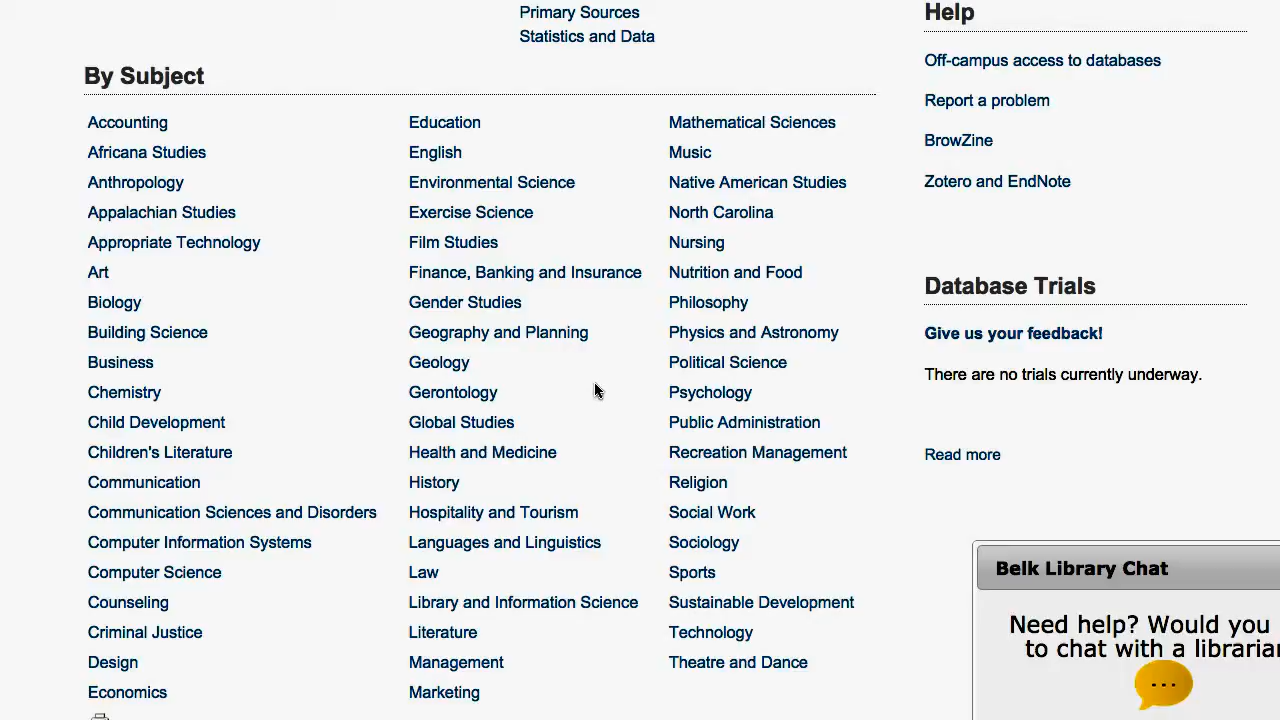 Primary Sources
Statistics and Data
By Subject
Accounting
Africana Studies
Anthropology
Appalachian Studies
Appropriate Technology
Art
Biology
Building Science
Business
Chemistry
Child Development
Children's Literature
Communication
Communication Sciences and Disorders
Computer Information Systems
Computer Science
Counseling
Criminal Justice
Design
Economics
Education
English
Environmental Science
Exercise Science
Film Studies
Finance, Banking and Insurance
Gender Studies
Geography and Planning
Geology
Gerontology
Global Studies
Health and Medicine
History
Hospitality and Tourism
Languages and Linguistics
Law
Library and Information Science
Literature
Management
Marketing
Mathematical Sciences
Music
Native American Studies
North Carolina
Nursing
Nutrition and Food
Philosophy
Physics and Astronomy
Political Science
Psychology
Public Administration
Recreation Management
Religion
Social Work
Sociology
Sports
Sustainable Development
Technology
Theatre and Dance
Help
Off-campus access to databases
Report a problem
BrowZine
Zotero and EndNote
Database Trials
Give us your feedback!
There are no trials currently underway.
Read more
Belk Library Chat
Need help? Would you
to chat with a librarian
...